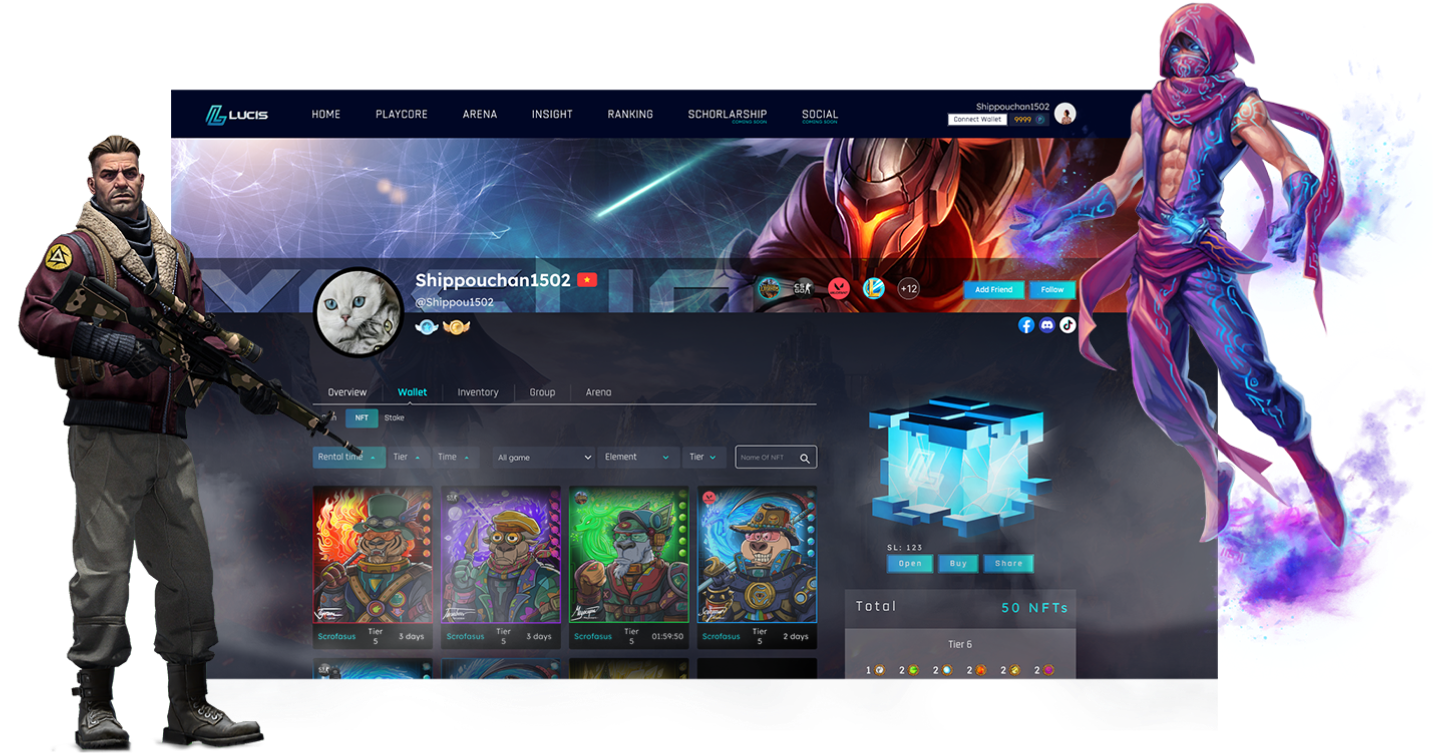 LUCIS
HOME PLAYCORE ARENA INSIGHT RANKING SCHORLARSHIP SOCIAL
COMING SOON COMING SOON
Shippouchan1502
Connect Wallet 9999
Shippouchan1502
@Shippou1502
CS
GO
+12
Add Friend Follow
Overview Wallet Inventory Group Arena
NFT Stake
Rental time Tier Time All game Element Tier Name Of NFT
SL: 123
Open Buy Share
Total 50 NFTs
Tier 6
1 2 2 2 2 2
Scrofasus Tier 5 3 days
Scrofasus Tier 5 3 days
Scrofasus Tier 5 01:59:50
Scrofasus Tier 5 2 days